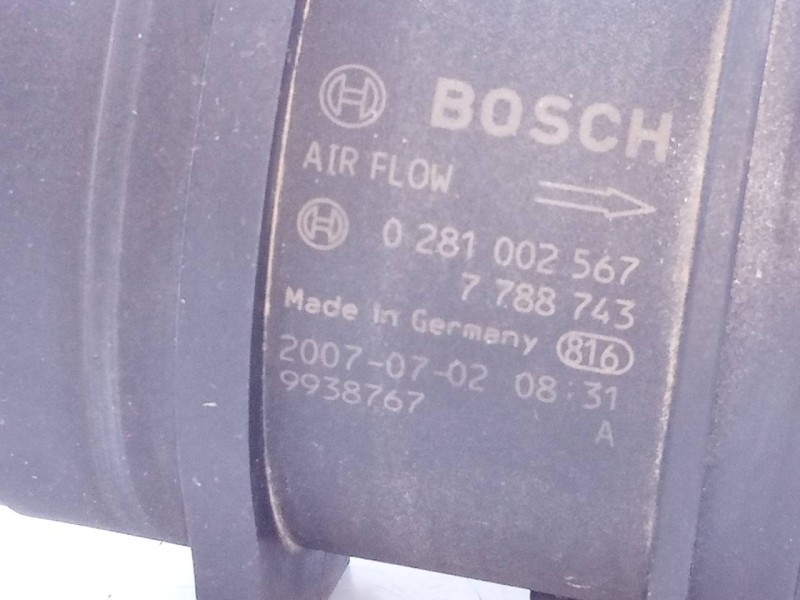 BOSCH
AIR FLOW
0 281 002 567
7 788 743
Made in Germany 816
2007-07-02 08:31
9938767
A